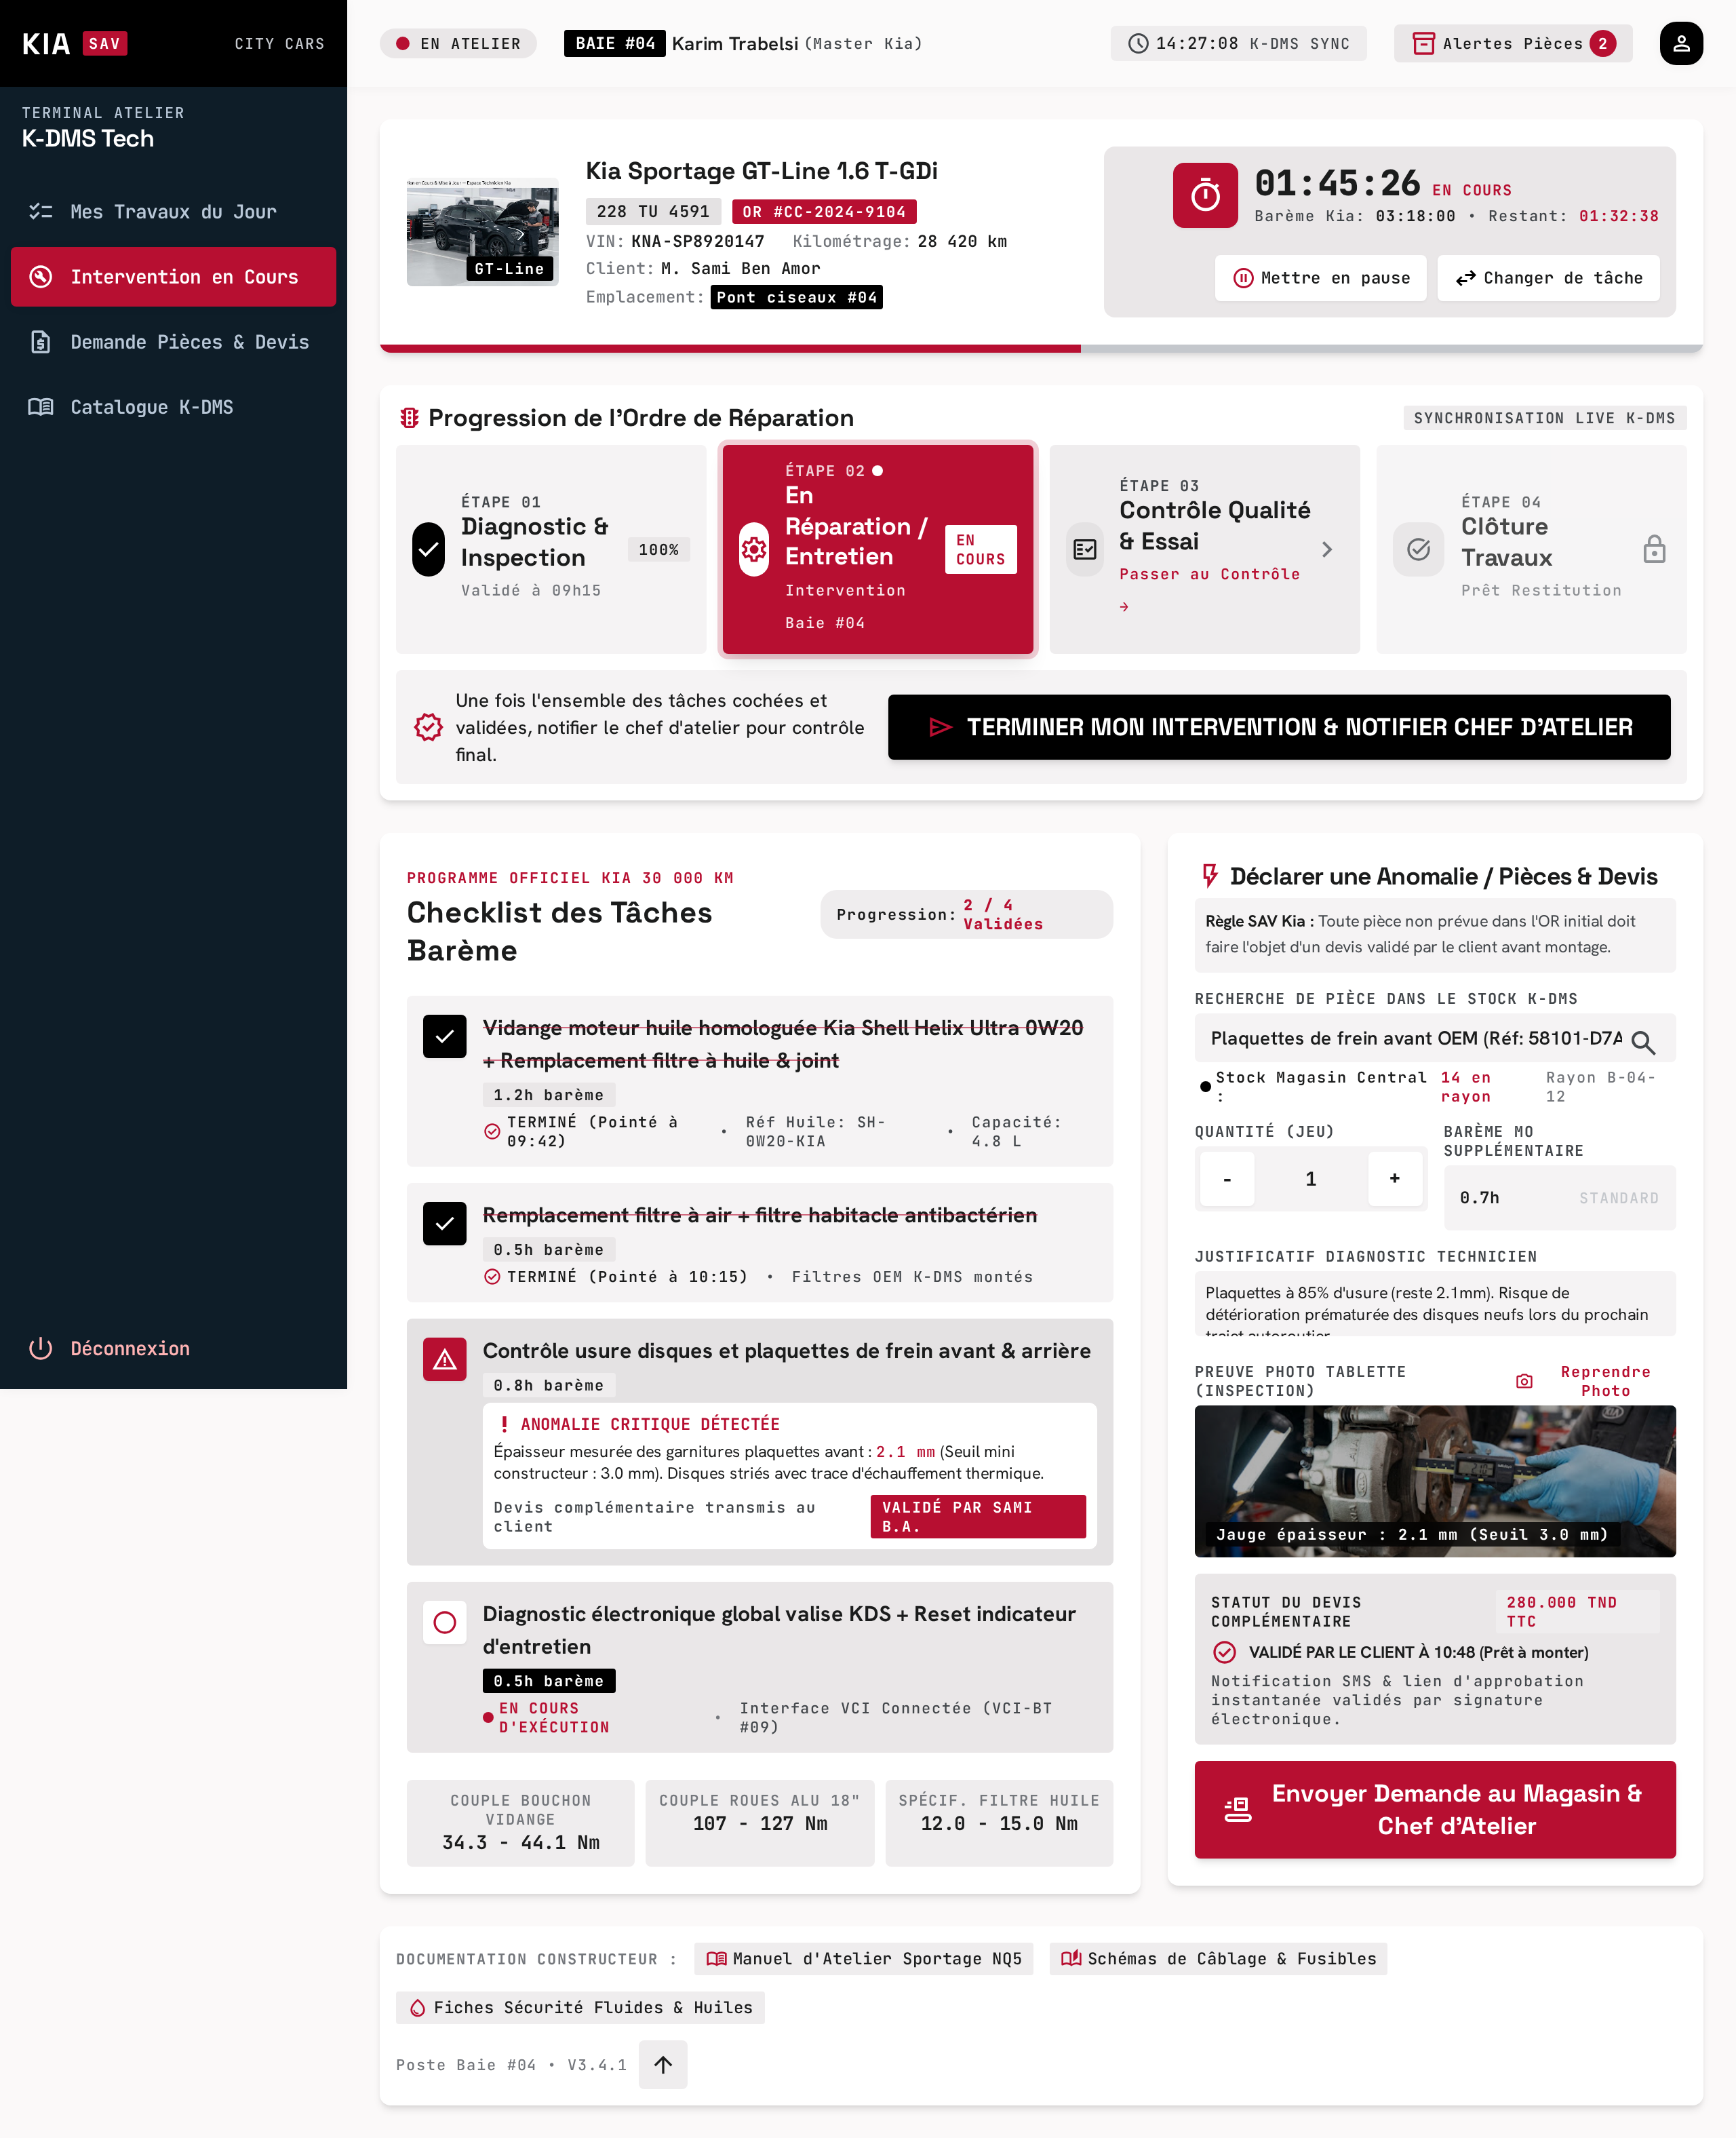 KIA SAV CITY CARS
TERMINAL ATELIER
K-DMS Tech
Mes Travaux du Jour
Intervention en Cours
Demande Pièces & Devis
Catalogue K-DMS
Déconnexion
EN ATELIER BAIE #04 Karim Trabelsi (Master Kia) 14:27:08 K-DMS SYNC Alertes Pièces 2
GT-Line
Kia Sportage GT-Line 1.6 T-GDi
228 TU 4591 OR #CC-2024-9104
VIN: KNA-SP8920147 Kilométrage: 28 420 km
Client: M. Sami Ben Amor
Emplacement: Pont ciseaux #04
01:45:26 EN COURS
Barème Kia: 03:18:00 • Restant: 01:32:38
Mettre en pause Changer de tâche
Progression de l’Ordre de Réparation SYNCHRONISATION LIVE K-DMS
ÉTAPE 01
Diagnostic &
Inspection
Validé à 09h15
100%
ÉTAPE 02
En
Réparation /
Entretien
Intervention
Baie #04
EN
COURS
ÉTAPE 03
Contrôle Qualité
& Essai
Passer au Contrôle
→
ÉTAPE 04
Clôture
Travaux
Prêt Restitution
Une fois l'ensemble des tâches cochées et
validées, notifier le chef d'atelier pour contrôle
final.
TERMINER MON INTERVENTION & NOTIFIER CHEF D’ATELIER
PROGRAMME OFFICIEL KIA 30 000 KM
Checklist des Tâches
Barème
Progression: 2 / 4
Validées
Vidange moteur huile homologuée Kia Shell Helix Ultra 0W20
+ Remplacement filtre à huile & joint
1.2h barème
TERMINÉ (Pointé à
09:42)
• Réf Huile: SH-
0W20-KIA
• Capacité:
4.8 L
Remplacement filtre à air + filtre habitacle antibactérien
0.5h barème
TERMINÉ (Pointé à 10:15) • Filtres OEM K-DMS montés
Contrôle usure disques et plaquettes de frein avant & arrière
0.8h barème
ANOMALIE CRITIQUE DÉTECTÉE
Épaisseur mesurée des garnitures plaquettes avant : 2.1 mm (Seuil mini
constructeur : 3.0 mm). Disques striés avec trace d'échauffement thermique.
Devis complémentaire transmis au
client
VALIDÉ PAR SAMI
B.A.
Diagnostic électronique global valise KDS + Reset indicateur
d'entretien
0.5h barème
EN COURS
D'EXÉCUTION
• Interface VCI Connectée (VCI-BT
#09)
COUPLE BOUCHON
VIDANGE
34.3 - 44.1 Nm
COUPLE ROUES ALU 18"
107 - 127 Nm
SPÉCIF. FILTRE HUILE
12.0 - 15.0 Nm
Déclarer une Anomalie / Pièces & Devis
Règle SAV Kia : Toute pièce non prévue dans l'OR initial doit
faire l'objet d'un devis validé par le client avant montage.
RECHERCHE DE PIÈCE DANS LE STOCK K-DMS
Plaquettes de frein avant OEM (Réf: 58101-D7A
Stock Magasin Central
:
14 en
rayon
Rayon B-04-
12
QUANTITÉ (JEU)
- 1 +
BARÈME MO
SUPPLÉMENTAIRE
0.7h STANDARD
JUSTIFICATIF DIAGNOSTIC TECHNICIEN
Plaquettes à 85% d'usure (reste 2.1mm). Risque de
détérioration prématurée des disques neufs lors du prochain
trajet autoroutier.
PREUVE PHOTO TABLETTE
(INSPECTION)
Reprendre
Photo
Jauge épaisseur : 2.1 mm (Seuil 3.0 mm)
STATUT DU DEVIS
COMPLÉMENTAIRE
280.000 TND
TTC
VALIDÉ PAR LE CLIENT À 10:48 (Prêt à monter)
Notification SMS & lien d'approbation
instantanée validés par signature
électronique.
Envoyer Demande au Magasin &
Chef d’Atelier
DOCUMENTATION CONSTRUCTEUR : Manuel d'Atelier Sportage NQ5 Schémas de Câblage & Fusibles
Fiches Sécurité Fluides & Huiles
Poste Baie #04 • V3.4.1